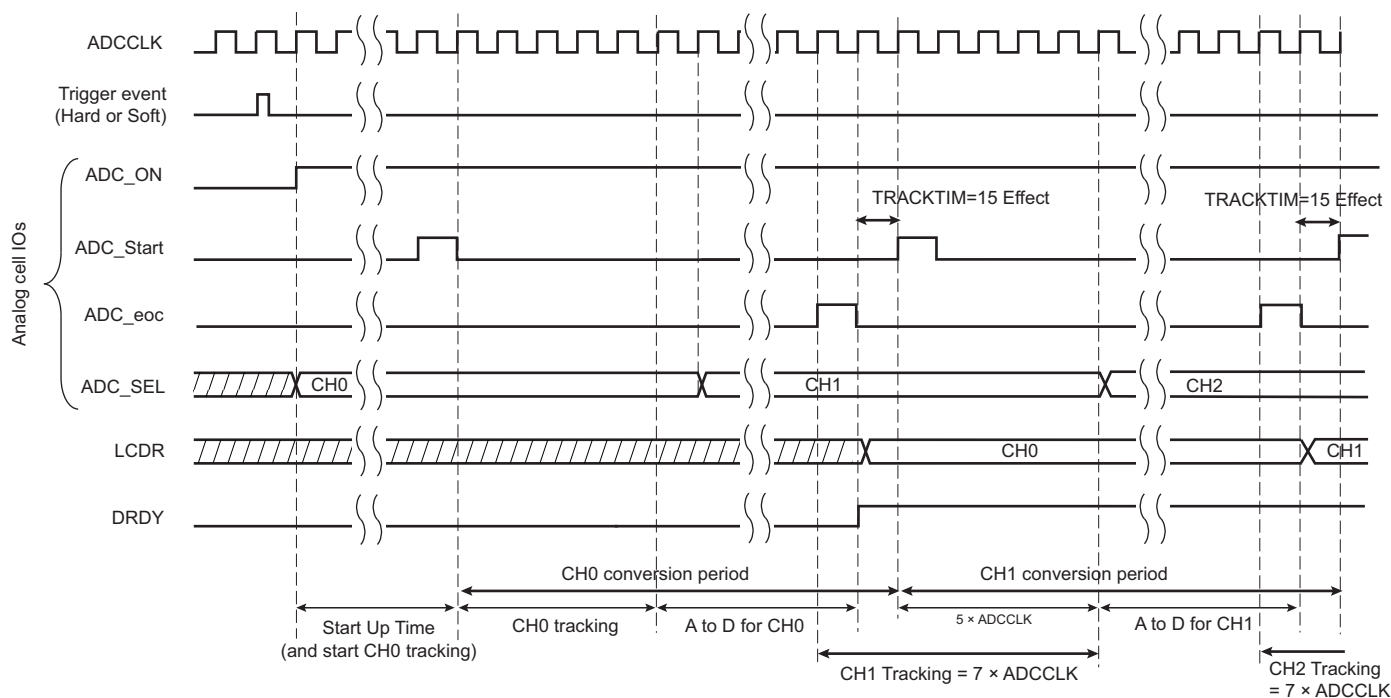 ADCCLK
Trigger event
(Hard or Soft)
Analog cell IOs
ADC_ON
TRACKTIM=15 Effect
TRACKTIM=15 Effect
ADC_Start
ADC_eoc
ADC_SEL
CH0
CH1
CH2
LCDR
CH0
CH1
DRDY
CH0 conversion period
CH1 conversion period
Start Up Time
(and start CH0 tracking)
CH0 tracking
A to D for CH0
5 × ADCCLK
A to D for CH1
CH1 Tracking = 7 × ADCCLK
CH2 Tracking
= 7 × ADCCLK